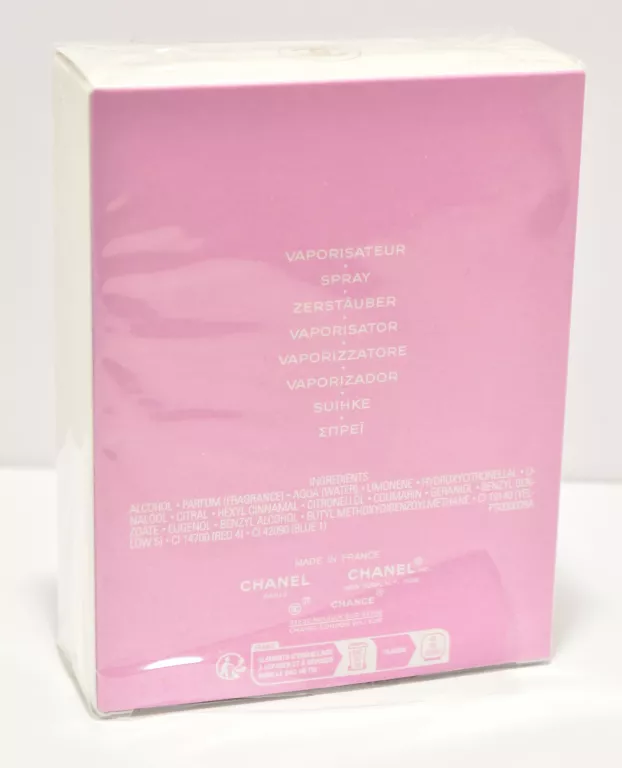 VAPORISATEUR
SPRAY
ZERSTÄUBER
VAPORISATOR
VAPORIZZATORE
VAPORIZADOR
SUIHKE
ΣΠΡΕΪ
INGREDIENTS
ALCOHOL • PARFUM (FRAGRANCE) • AQUA (WATER) • LIMONENE • HYDROXYCITRONELLAL • LI-
NALOOL • CITRAL • HEXYL CINNAMAL • CITRONELLOL • COUMARIN • GERANIOL • BENZYL BEN-
ZOATE • EUGENOL • BENZYL ALCOHOL • BUTYL METHOXYDIBENZOYLMETHANE • CI
LOW 5) • CI 14700 (RED 4) • CI 42090 (BLUE 1)
MADE IN FRANCE
CHANEL CHANEL
PARIS
CHANCE